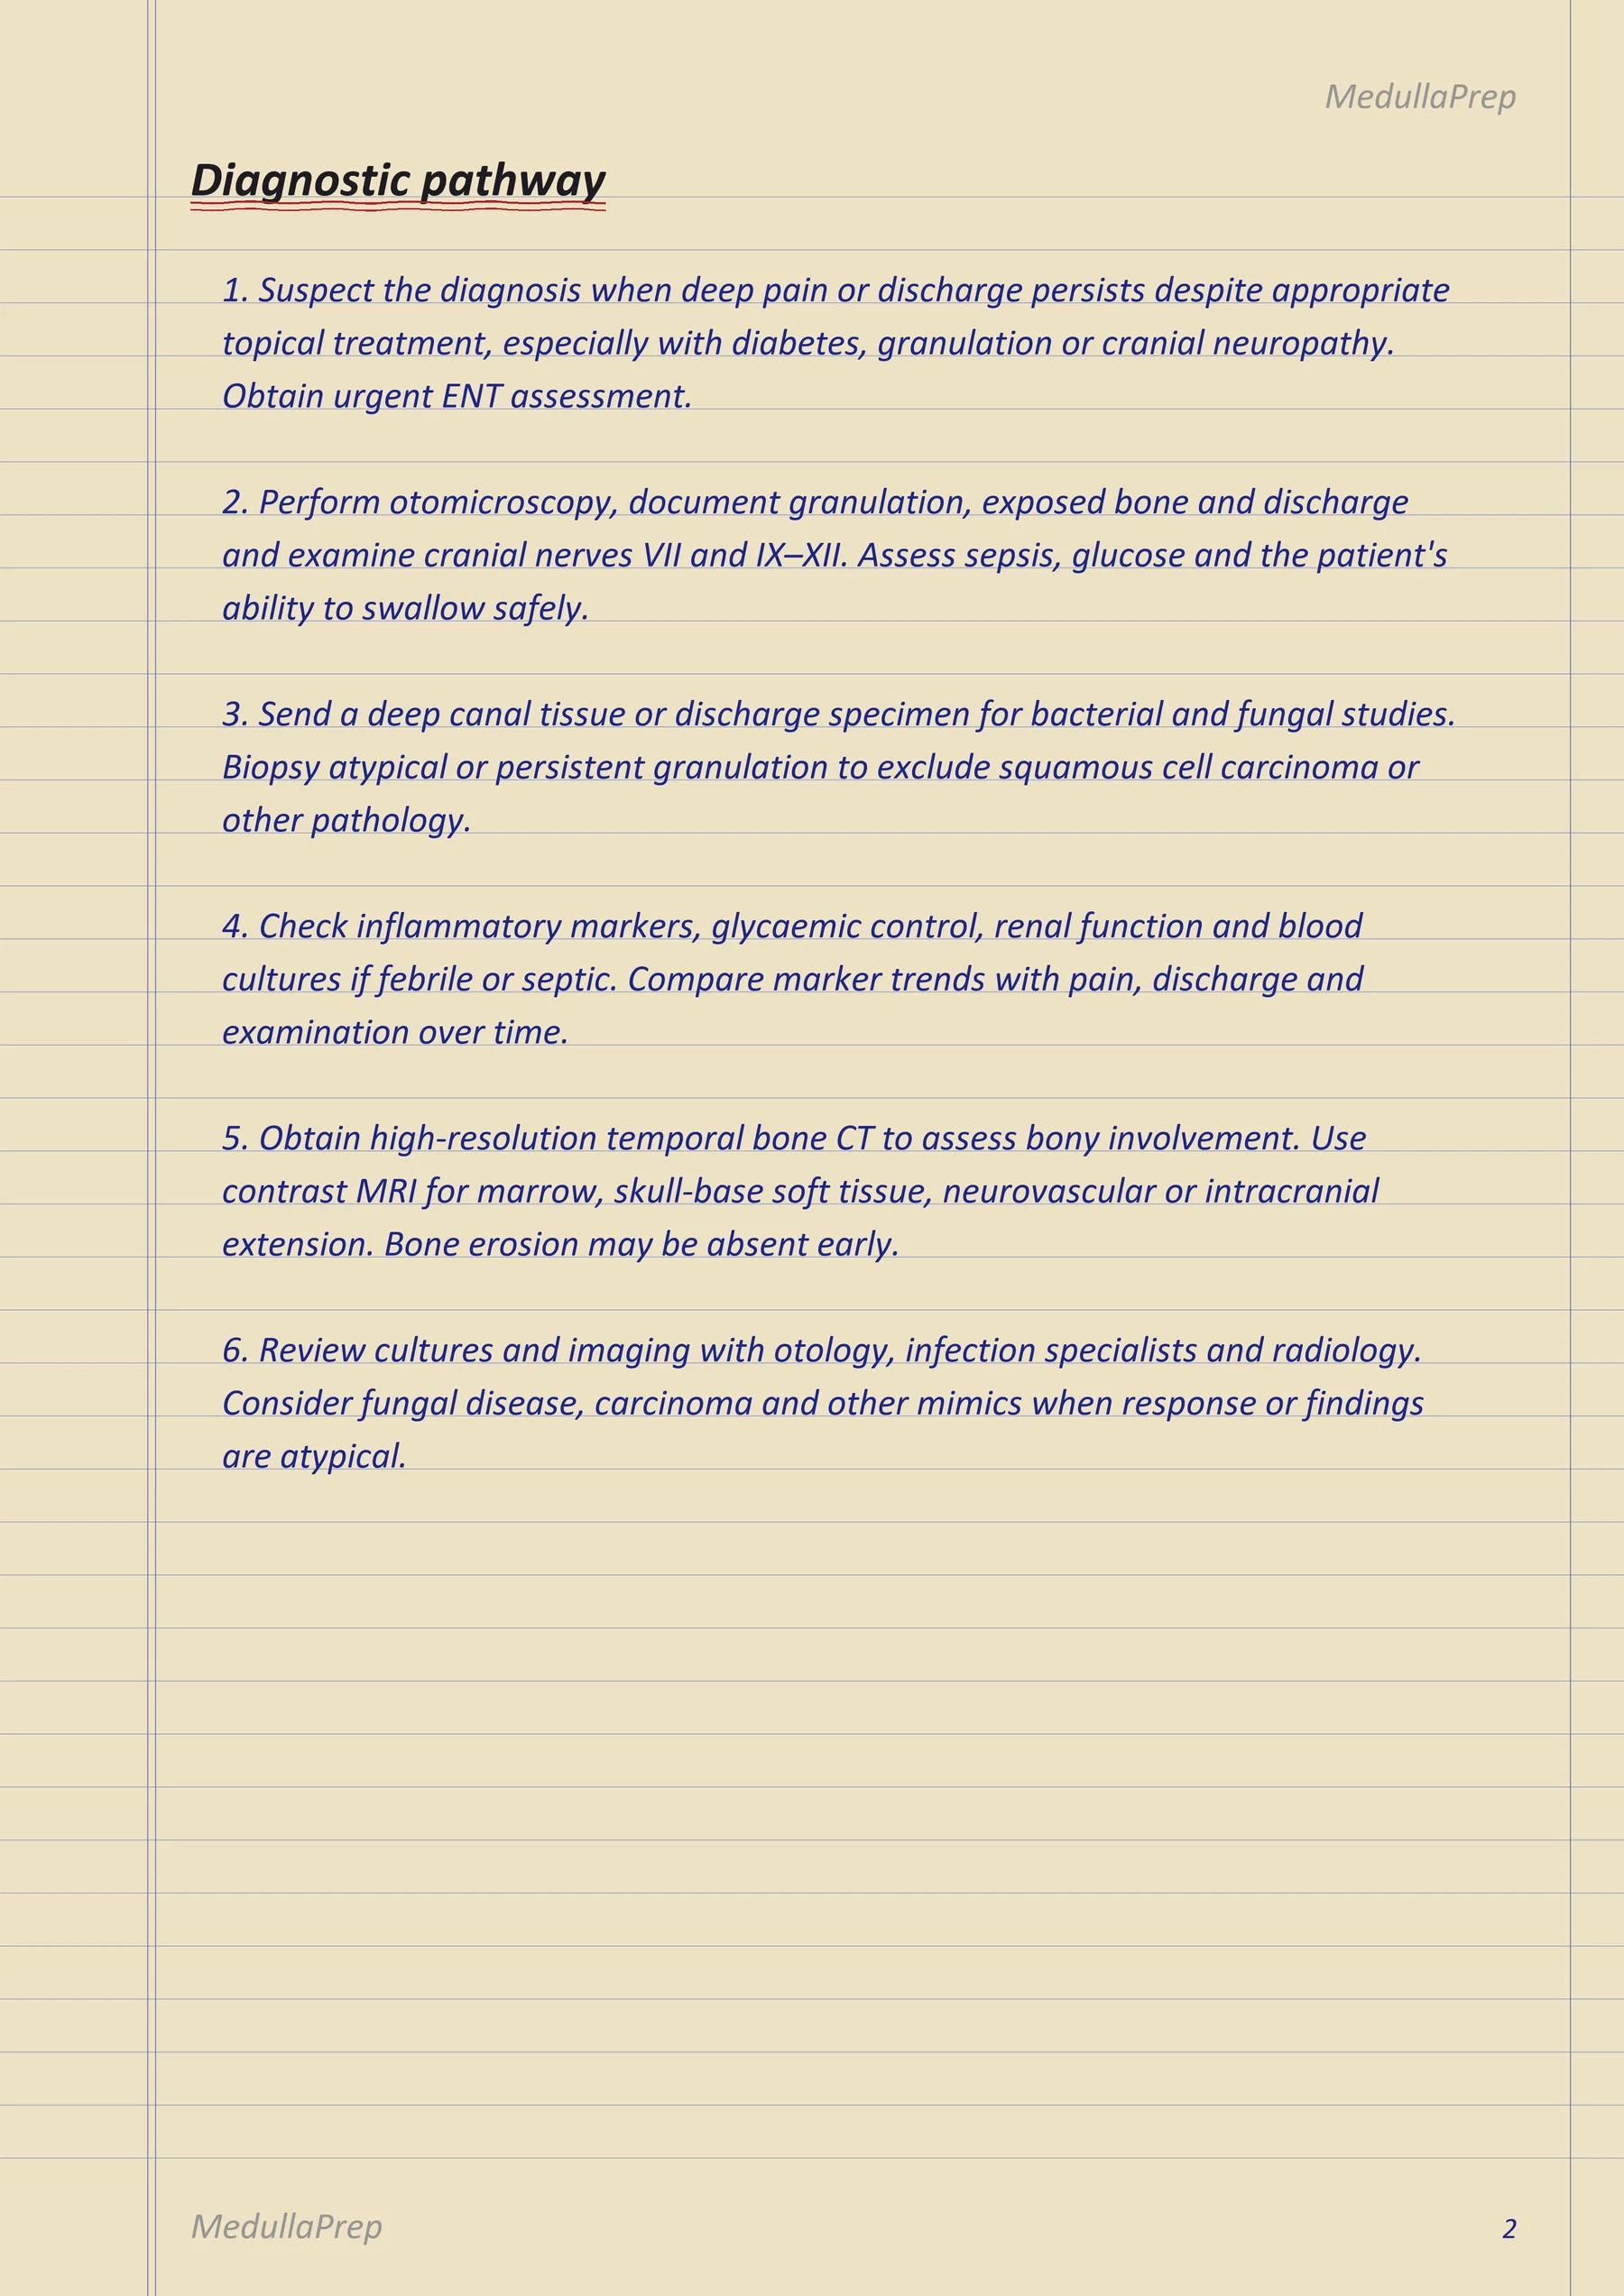 MedullaPrep
Diagnostic pathway
1. Suspect the diagnosis when deep pain or discharge persists despite appropriate
topical treatment, especially with diabetes, granulation or cranial neuropathy.
Obtain urgent ENT assessment.
2. Perform otomicroscopy, document granulation, exposed bone and discharge
and examine cranial nerves VII and IX–XII. Assess sepsis, glucose and the patient's
ability to swallow safely.
3. Send a deep canal tissue or discharge specimen for bacterial and fungal studies.
Biopsy atypical or persistent granulation to exclude squamous cell carcinoma or
other pathology.
4. Check inflammatory markers, glycaemic control, renal function and blood
cultures if febrile or septic. Compare marker trends with pain, discharge and
examination over time.
5. Obtain high-resolution temporal bone CT to assess bony involvement. Use
contrast MRI for marrow, skull-base soft tissue, neurovascular or intracranial
extension. Bone erosion may be absent early.
6. Review cultures and imaging with otology, infection specialists and radiology.
Consider fungal disease, carcinoma and other mimics when response or findings
are atypical.
MedullaPrep
2